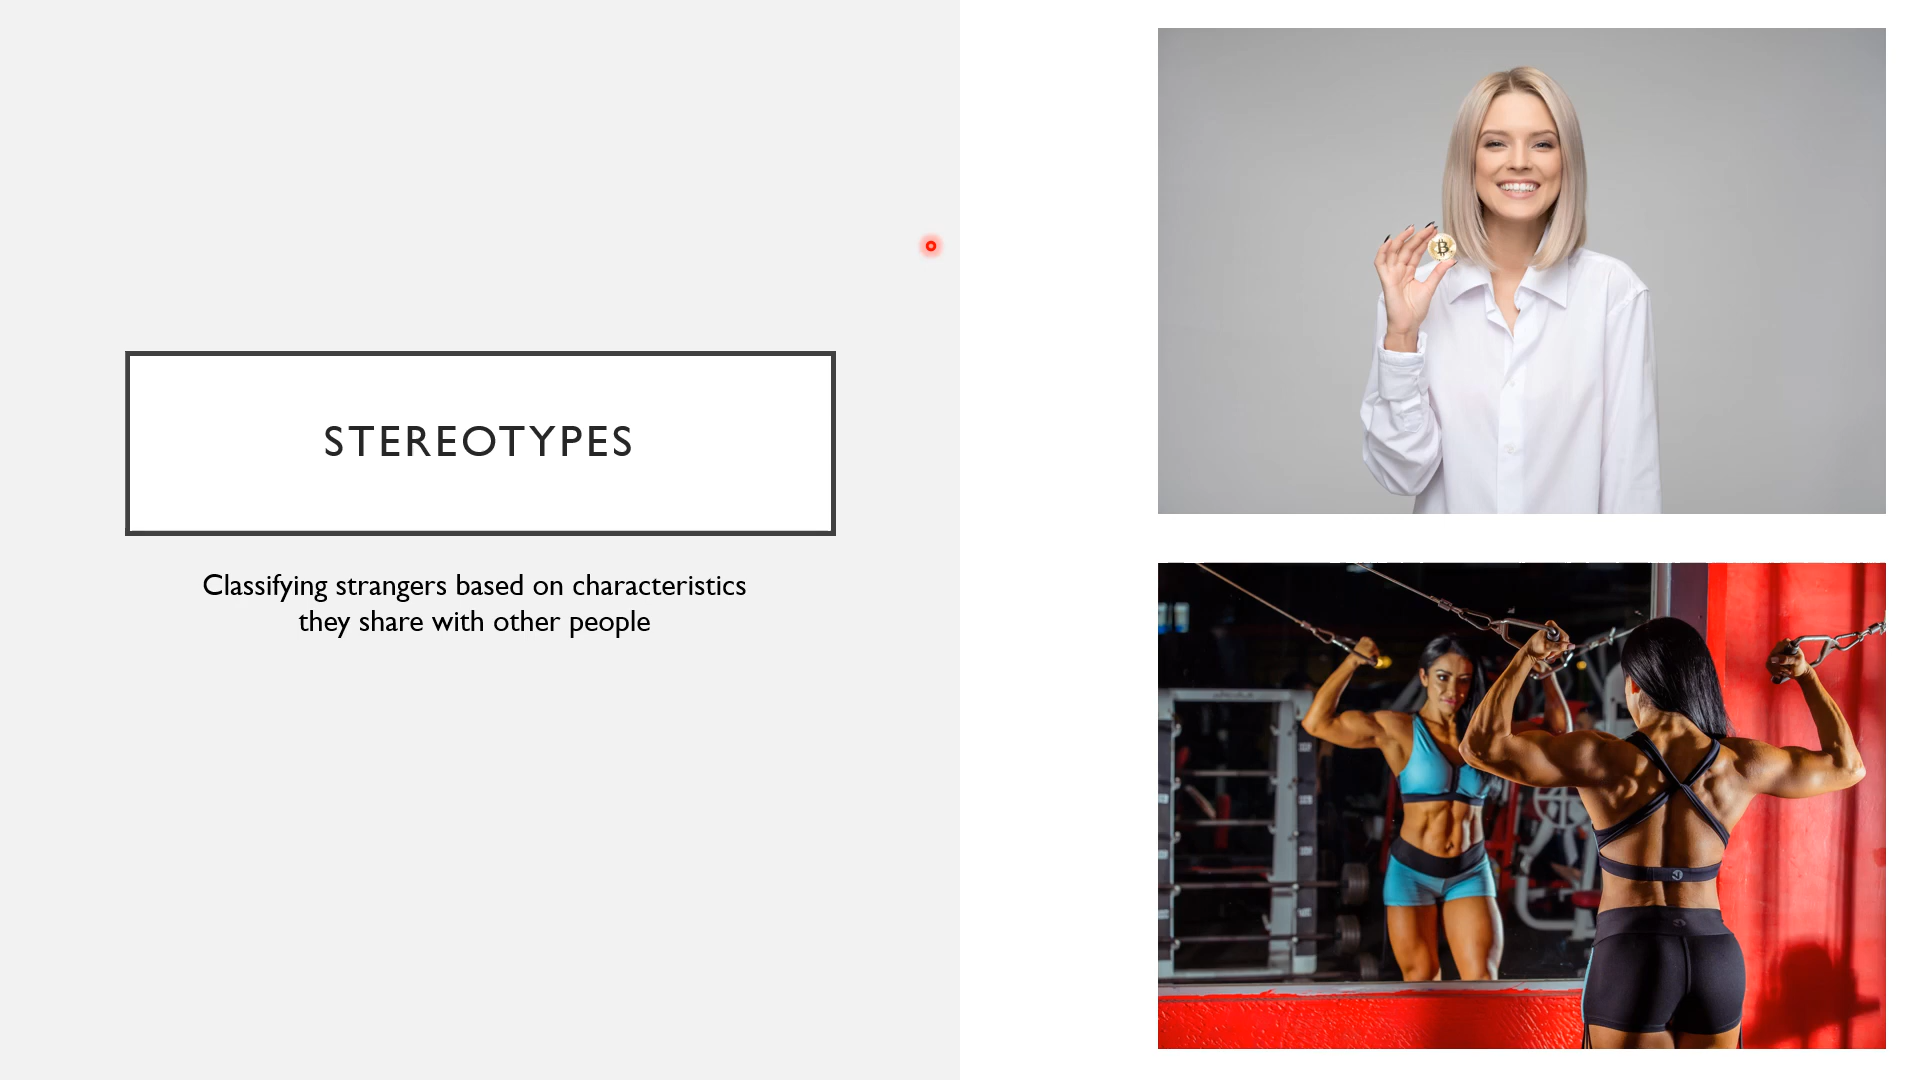 STEREOTYPES
Classifying strangers based on characteristics
they share with other people